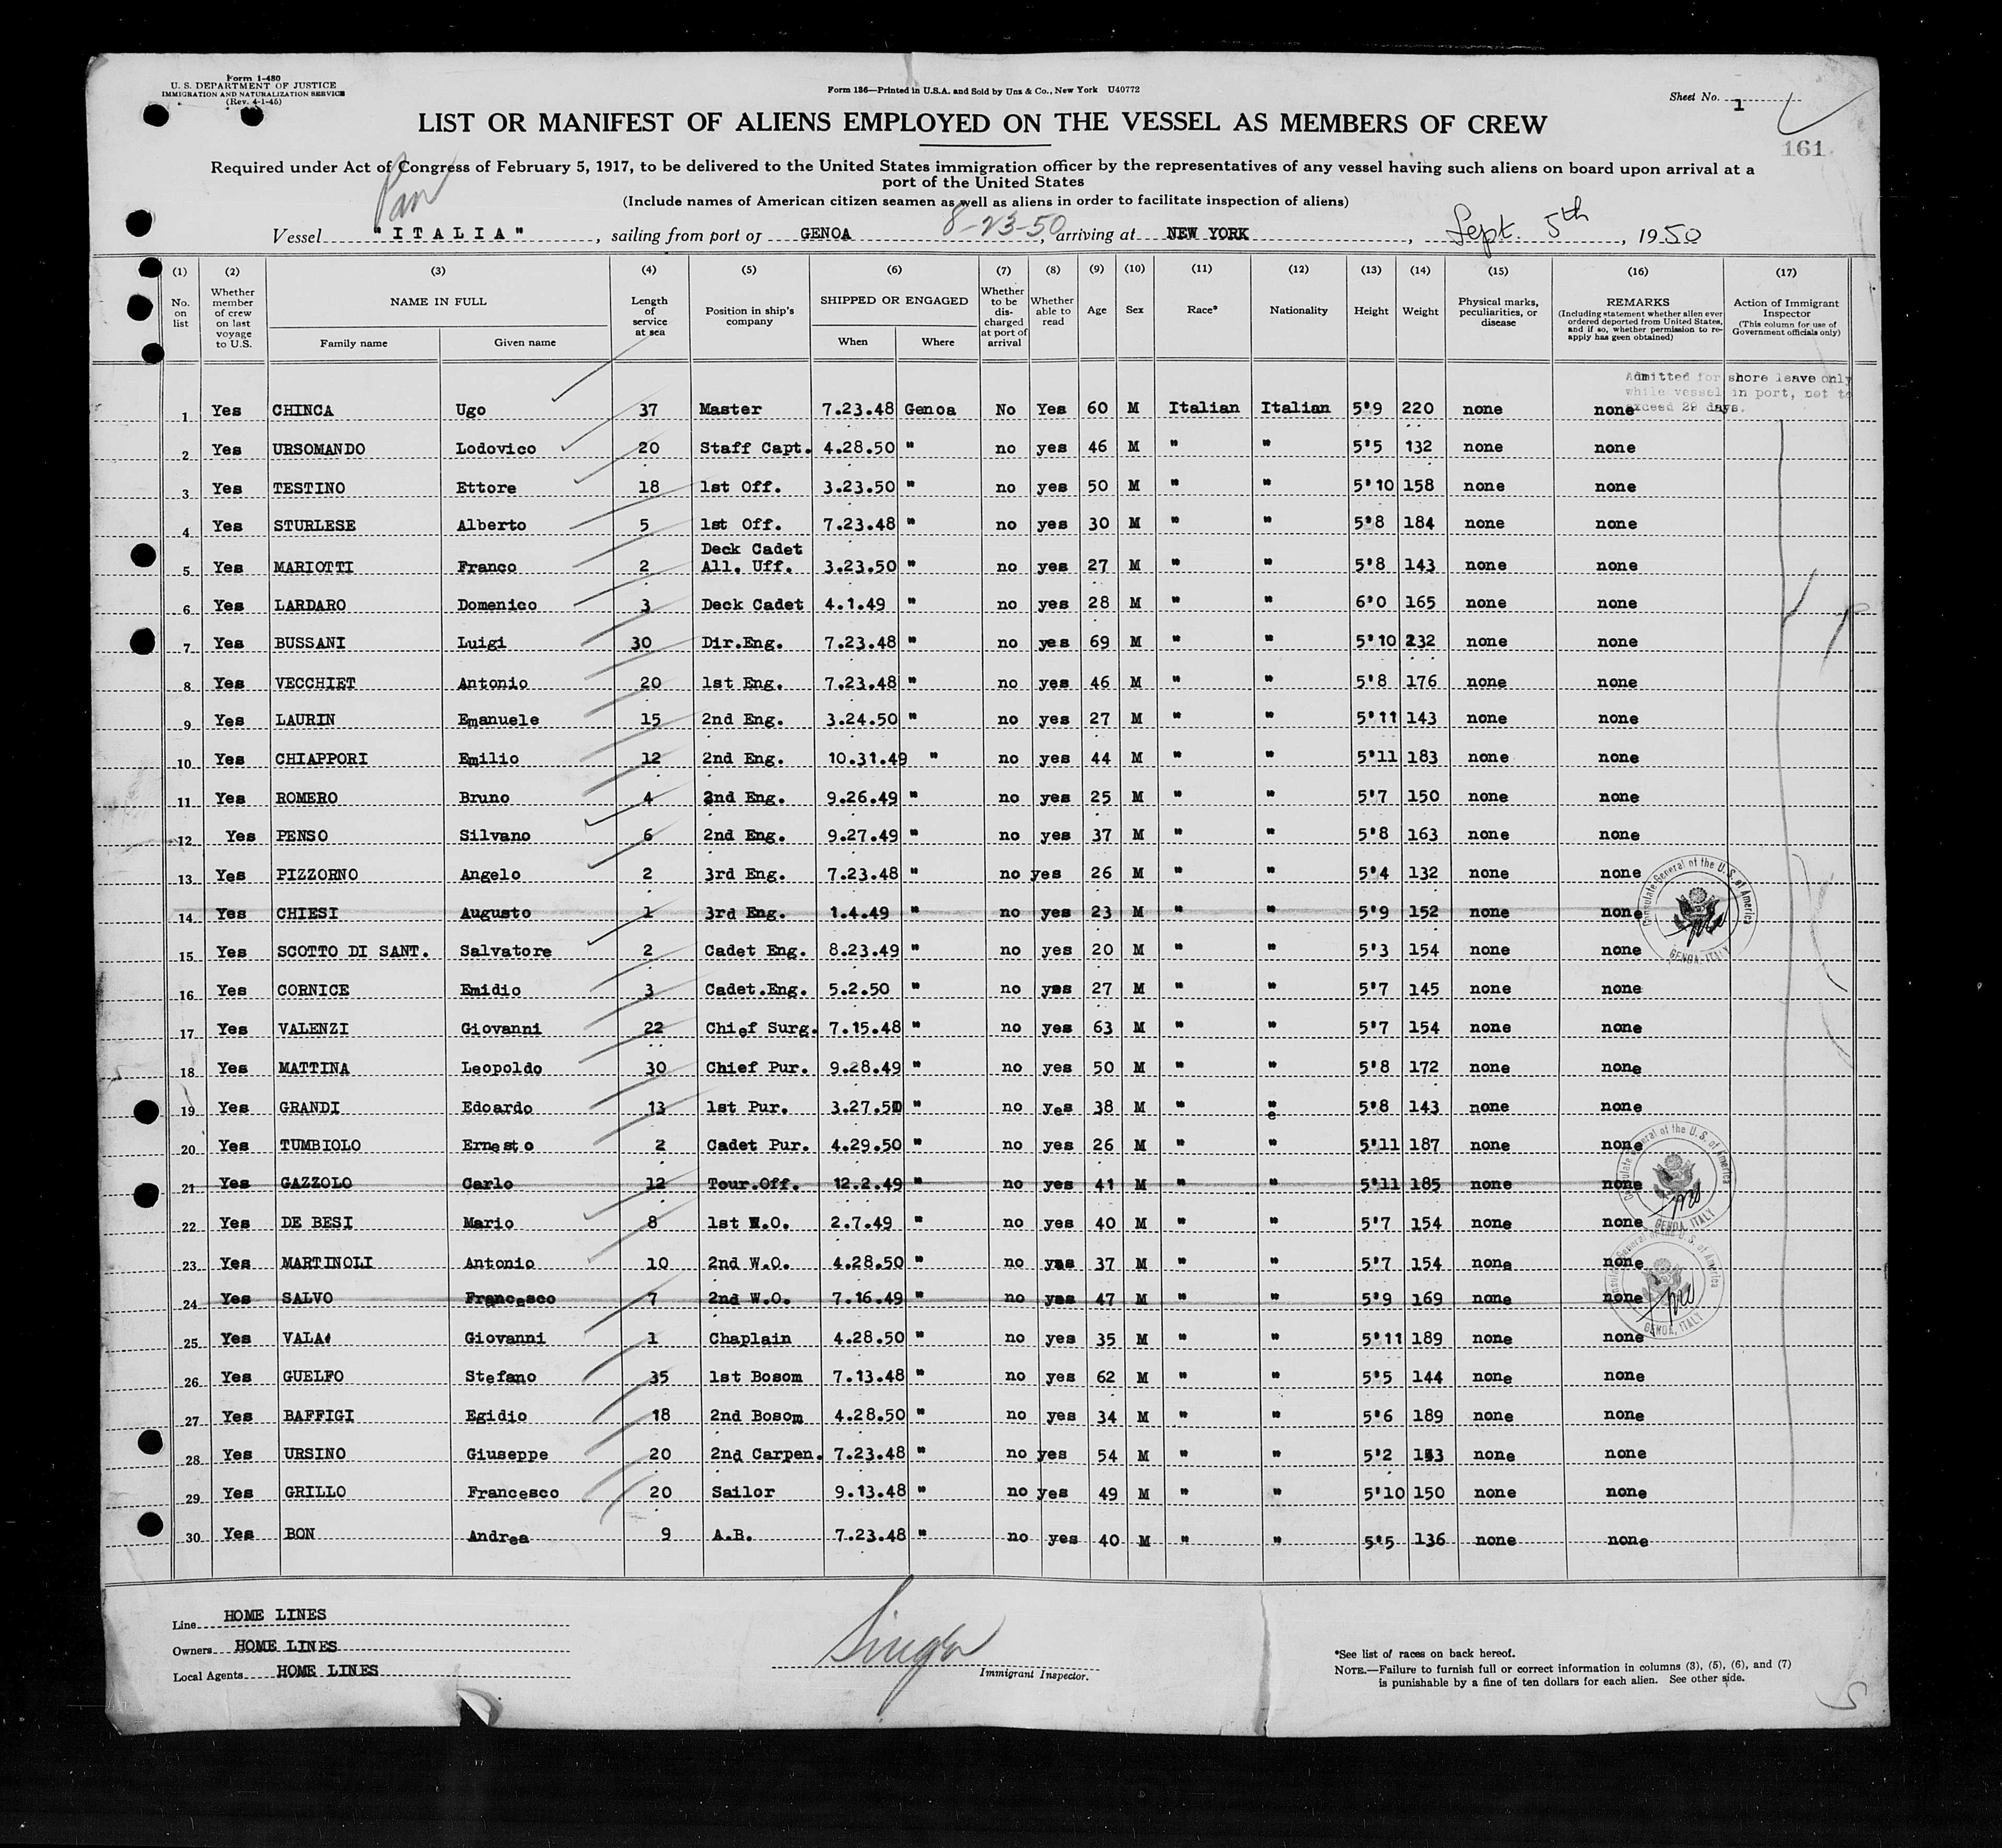 Form 1-480
U. S. DEPARTMENT OF JUSTICE
IMMIGRATION AND NATURALIZATION SERVICE
(Rev. 4-1-45)
Form 136—Printed in U.S.A. and Sold by Unz & Co., New York U40772
Sheet No. 1
161
LIST OR MANIFEST OF ALIENS EMPLOYED ON THE VESSEL AS MEMBERS OF CREW
Required under Act of Congress of February 5, 1917, to be delivered to the United States immigration officer by the representatives of any vessel having such aliens on board upon arrival at a
port of the United States
(Include names of American citizen seamen as well as aliens in order to facilitate inspection of aliens)
Pan
8-23-50
Vessel "ITALIA", sailing from port of GENOA, arriving at NEW YORK, Sept. 5th, 1950
(1) (2) (3) (4) (5) (6) (7) (8) (9) (10) (11) (12) (13) (14) (15) (16) (17)
No. on list | Whether member of crew on last voyage to U.S. | NAME IN FULL Family name Given name | Length of service at sea | Position in ship's company | SHIPPED OR ENGAGED When Where | Whether to be discharged at port of arrival | Whether able to read | Age | Sex | Race* | Nationality | Height | Weight | Physical marks, peculiarities, or disease | REMARKS (Including statement whether alien ever ordered deported from United States, and if so, whether permission to re-apply has geen obtained) | Action of Immigrant Inspector (This column for use of Government officials only)
Admitted for shore leave only
while vessel in port, not to
exceed 29 days.
1 Yes CHINCA Ugo 37 Master 7.23.48 Genoa No Yes 60 M Italian Italian 5'9 220 none none
2 Yes URSOMANDO Lodovico 20 Staff Capt. 4.28.50 " no yes 46 M " " 5'5 132 none none
3 Yes TESTINO Ettore 18 1st Off. 3.23.50 " no yes 50 M " " 5'10 158 none none
4 Yes STURLESE Alberto 5 1st Off. 7.23.48 " no yes 30 M " " 5'8 184 none none
Deck Cadet
5 Yes MARIOTTI Franco 2 All. Uff. 3.23.50 " no yes 27 M " " 5'8 143 none none
6 Yes LARDARO Domenico 3 Deck Cadet 4.1.49 " no yes 28 M " " 6'0 165 none none
7 Yes BUSSANI Luigi 30 Dir.Eng. 7.23.48 " no yes 69 M " " 5'10 232 none none
8 Yes VECCHIET Antonio 20 1st Eng. 7.23.48 " no yes 46 M " " 5'8 176 none none
9 Yes LAURIN Emanuele 15 2nd Eng. 3.24.50 " no yes 27 M " " 5'11 143 none none
10 Yes CHIAPPORI Emilio 12 2nd Eng. 10.31.49 " no yes 44 M " " 5'11 183 none none
11 Yes ROMERO Bruno 4 2nd Eng. 9.26.49 " no yes 25 M " " 5'7 150 none none
12 Yes PENSO Silvano 6 2nd Eng. 9.27.49 " no yes 37 M " " 5'8 163 none none
13 Yes PIZZORNO Angelo 2 3rd Eng. 7.23.48 " no yes 26 M " " 5'4 132 none none
14 Yes CHIESI Augusto 1 3rd Eng. 1.4.49 " no yes 23 M " " 5'9 152 none none
15 Yes SCOTTO DI SANT. Salvatore 2 Cadet Eng. 8.23.49 " no yes 20 M " " 5'3 154 none none
16 Yes CORNICE Emidio 3 Cadet.Eng. 5.2.50 " no yes 27 M " " 5'7 145 none none
17 Yes VALENZI Giovanni 22 Chief Surg. 7.15.48 " no yes 63 M " " 5'7 154 none none
18 Yes MATTINA Leopoldo 30 Chief Pur. 9.28.49 " no yes 50 M " " 5'8 172 none none
19 Yes GRANDI Edoardo 13 1st Pur. 3.27.50 " no yes 38 M " " 5'8 143 none none
20 Yes TUMBIOLO Ernesto 2 Cadet Pur. 4.29.50 " no yes 26 M " " 5'11 187 none none
21 Yes GAZZOLO Carlo 12 Tour.Off. 12.2.49 " no yes 41 M " " 5'11 185 none none
22 Yes DE BESI Mario 8 1st W.O. 2.7.49 " no yes 40 M " " 5'7 154 none none
23 Yes MARTINOLI Antonio 10 2nd W.O. 4.28.50 " no yes 37 M " " 5'7 154 none none
24 Yes SALVO Francesco 7 2nd W.O. 7.16.49 " no yes 47 M " " 5'9 169 none none
25 Yes VALA' Giovanni 1 Chaplain 4.28.50 " no yes 35 M " " 5'11 189 none none
26 Yes GUELFO Stefano 35 1st Bosom 7.13.48 " no yes 62 M " " 5'5 144 none none
27 Yes BAFFIGI Egidio 18 2nd Bosom 4.28.50 " no yes 34 M " " 5'6 189 none none
28 Yes URSINO Giuseppe 20 2nd Carpen. 7.23.48 " no yes 54 M " " 5'2 none none
29 Yes GRILLO Francesco 20 Sailor 9.13.48 " no yes 49 M " " 5'10 150 none none
30 Yes BON Andrea 9 A.B. 7.23.48 " no yes 40 M " " 5'5 136 none none
Consulate General of the U. S. of America
GENOA, ITALY
Consulate General of the U. S. of America
GENOA, ITALY
Consulate General of the U. S. of America
GENOA, ITALY
Line HOME LINES
Owners HOME LINES
Local Agents HOME LINES
Immigrant Inspector.
*See list of races on back hereof.
NOTE.—Failure to furnish full or correct information in columns (3), (5), (6), and (7)
is punishable by a fine of ten dollars for each alien. See other side.